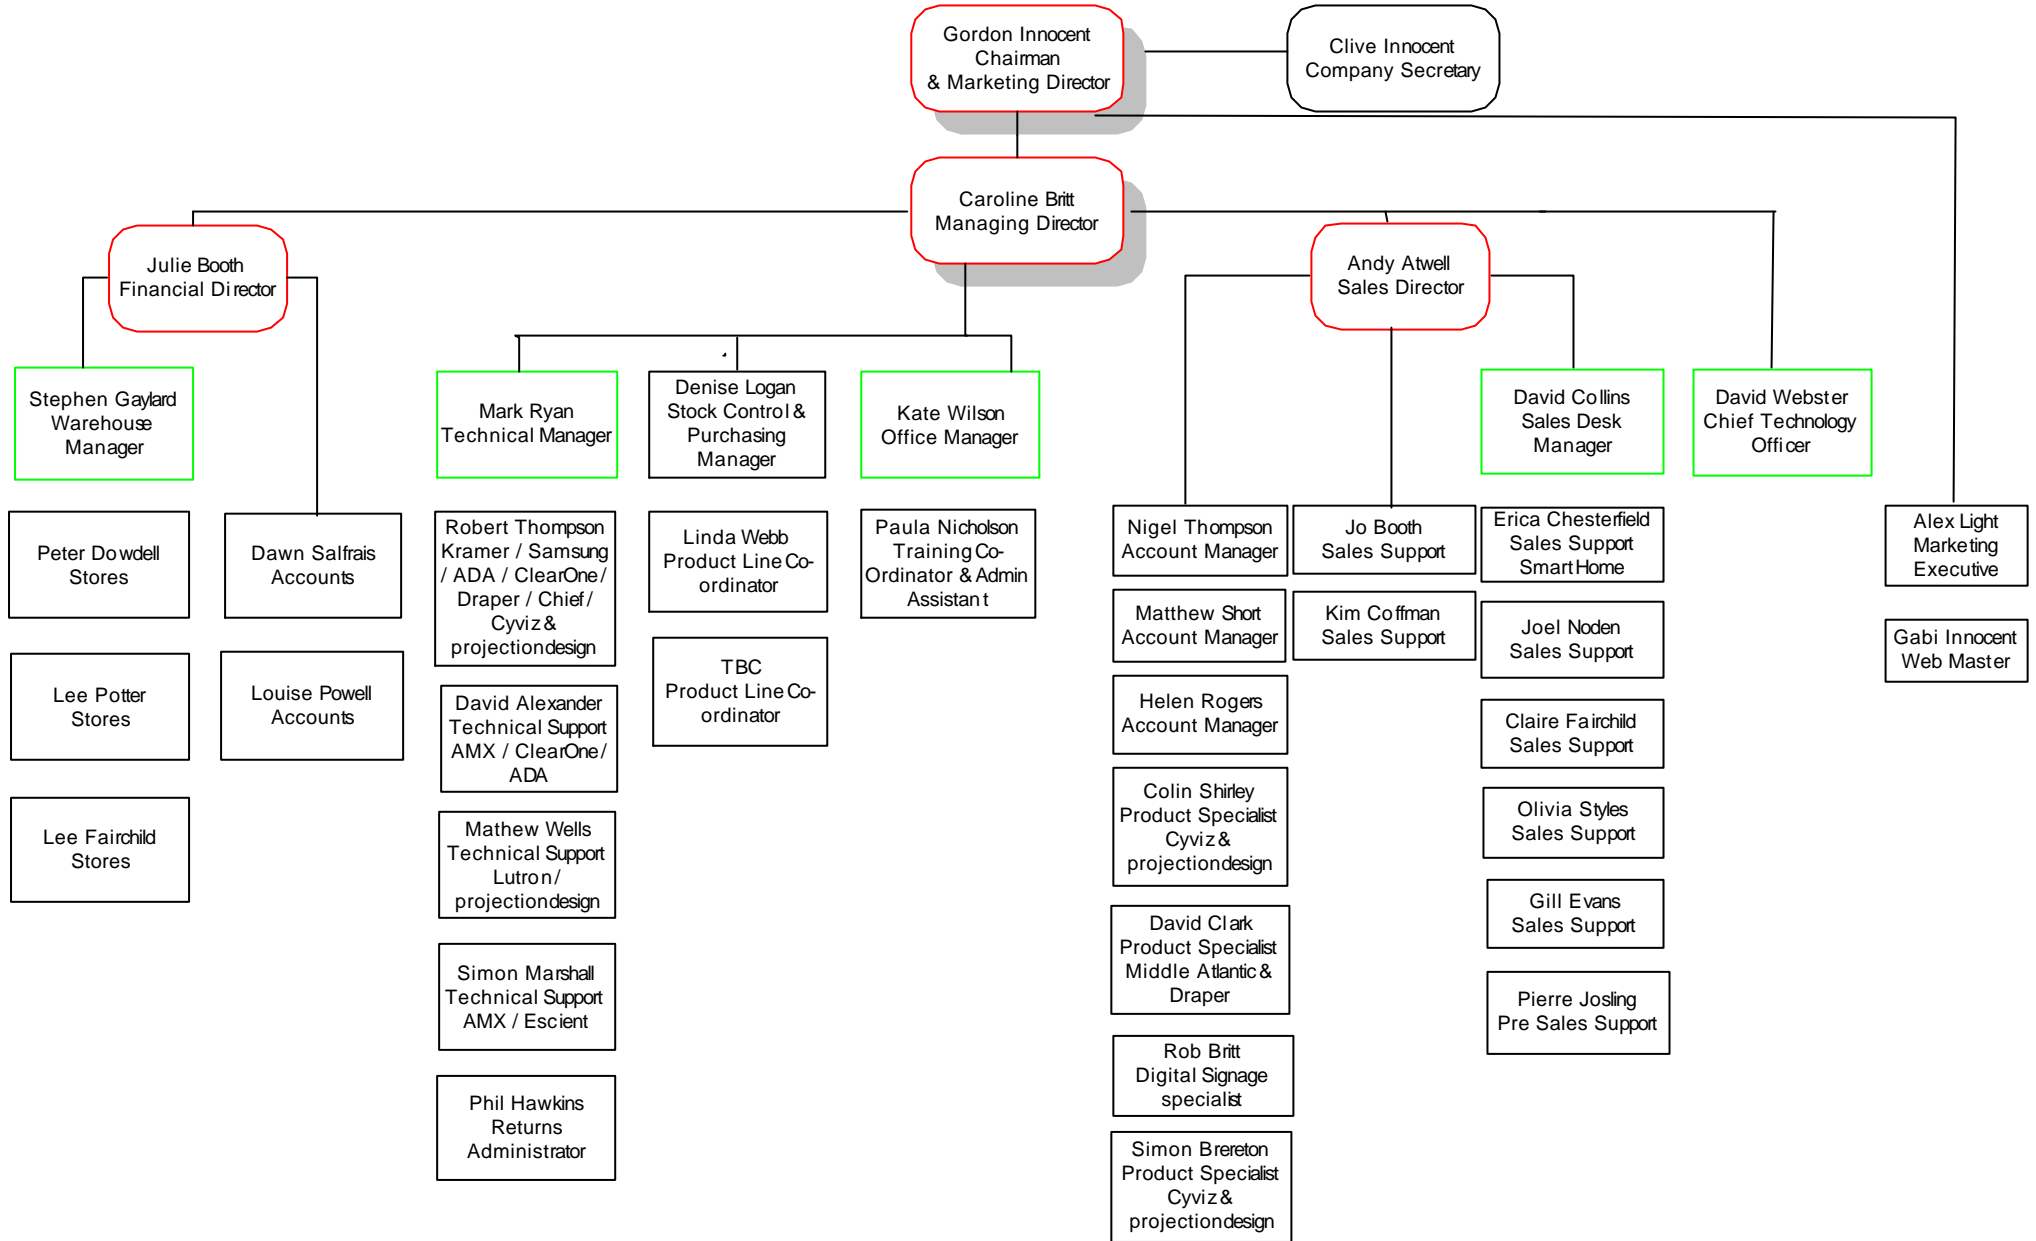 Gordon Innocent
Chairman
& Marketing Director
Clive Innocent
Company Secretary
Caroline Britt
Managing Director
Julie Booth
Financial Director
Andy Atwell
Sales Director
Stephen Gaylard
Warehouse
Manager
Mark Ryan
Technical Manager
Denise Logan
Stock Control &
Purchasing
Manager
Kate Wilson
Office Manager
David Collins
Sales Desk
Manager
David Webster
Chief Technology
Officer
Peter Dowdell
Stores
Lee Potter
Stores
Lee Fairchild
Stores
Dawn Salfrais
Accounts
Louise Powell
Accounts
Robert Thompson
Kramer / Samsung
/ ADA / ClearOne /
Draper / Chief /
Cyviz &
projectiondesign
David Alexander
Technical Support
AMX / ClearOne /
ADA
Mathew Wells
Technical Support
Lutron /
projectiondesign
Simon Marshall
Technical Support
AMX / Escient
Phil Hawkins
Returns
Administrator
Linda Webb
Product Line Co-
ordinator
TBC
Product Line Co-
ordinator
Paula Nicholson
Training Co-
Ordinator & Admin
Assistant
Nigel Thompson
Account Manager
Matthew Short
Account Manager
Helen Rogers
Account Manager
Colin Shirley
Product Specialist
Cyviz &
projectiondesign
David Clark
Product Specialist
Middle Atlantic &
Draper
Rob Britt
Digital Signage
specialist
Simon Brereton
Product Specialist
Cyviz &
projectiondesign
Jo Booth
Sales Support
Kim Coffman
Sales Support
Erica Chesterfield
Sales Support
SmartHome
Joel Noden
Sales Support
Claire Fairchild
Sales Support
Olivia Styles
Sales Support
Gill Evans
Sales Support
Pierre Josling
Pre Sales Support
Alex Light
Marketing
Executive
Gabi Innocent
Web Master